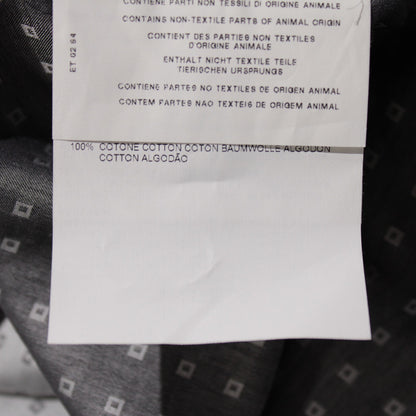 CONTIENE PARTI NON TESSILI DI ORIGINE ANIMALE
CONTAINS NON-TEXTILE PARTS OF ANIMAL ORIGIN
CONTIENT DES PARTIES NON TEXTILES
D'ORIGINE ANIMALE
ENTHALT NICHT TEXTILE TEILE
TIERISCHEN URSPRUNGS
CONTIENE PARTES NO TEXTILES DE ORIGEN ANIMAL
CONTEM PARTES NAO TEXTEIS DE ORIGEM ANIMAL
ET 02 64
100% COTONE COTTON COTON BAUMWOLLE ALGODON
COTTON ALGODÃO